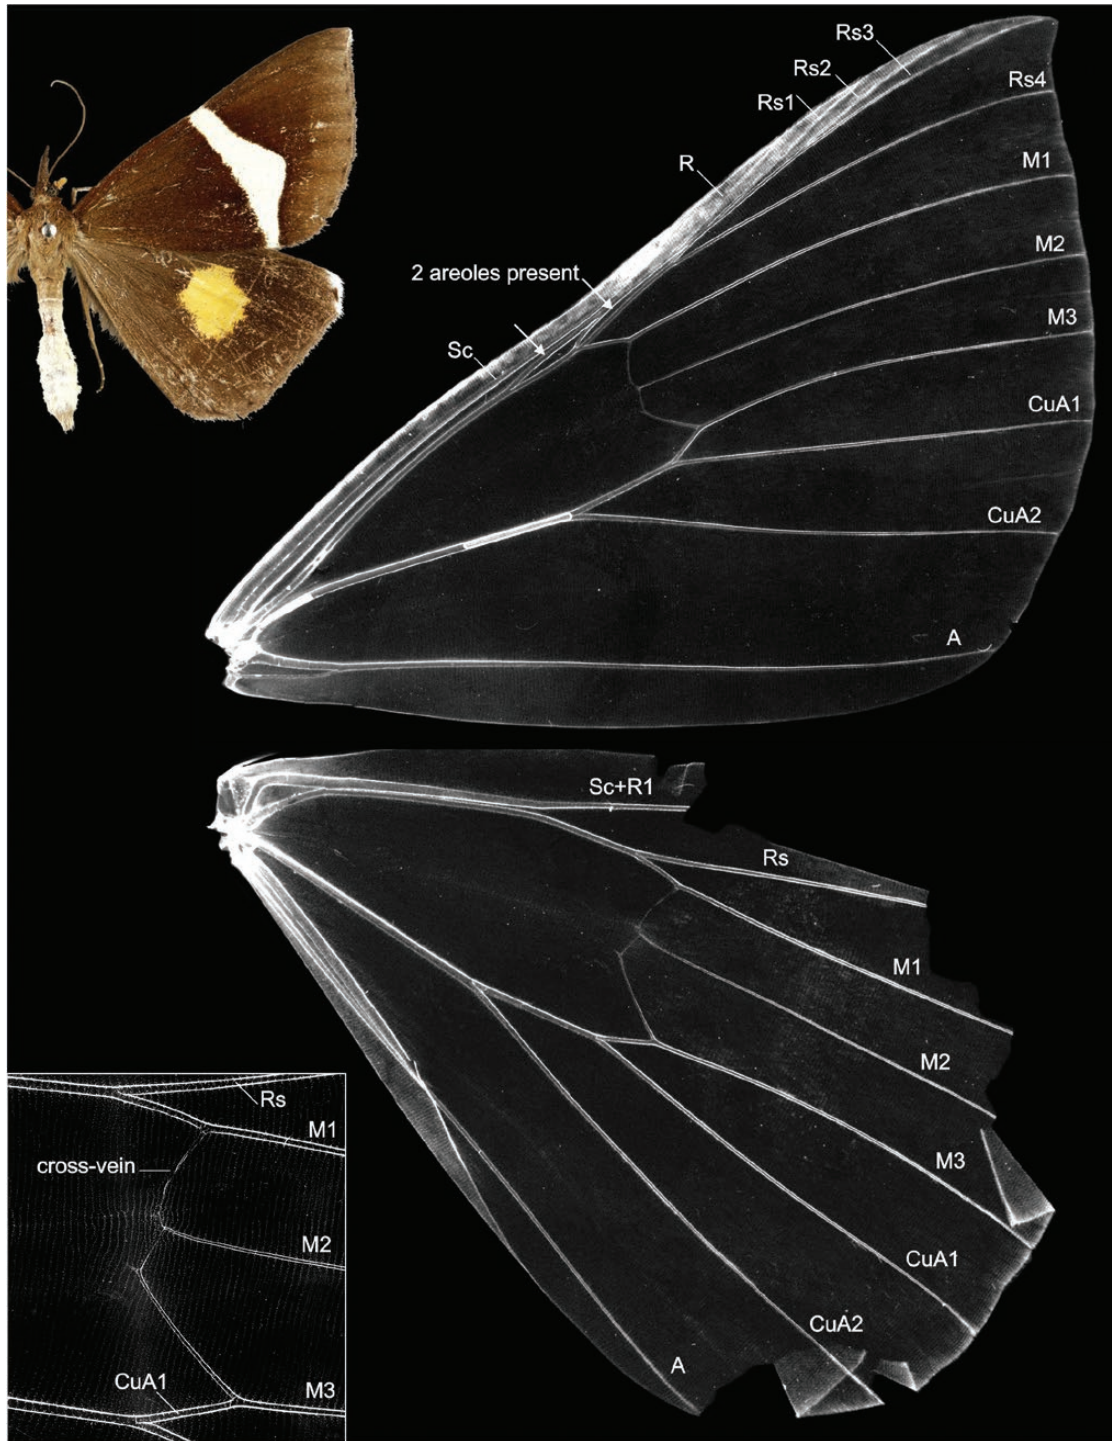 Rs3
Rs2
Rs1
Rs4
R
M1
M2
2 areoles present
M3
Sc
CuA1
CuA2
A
Sc+R1
Rs
M1
M2
M3
CuA1
CuA2
A
Rs
M1
cross-vein
M2
CuA1
M3